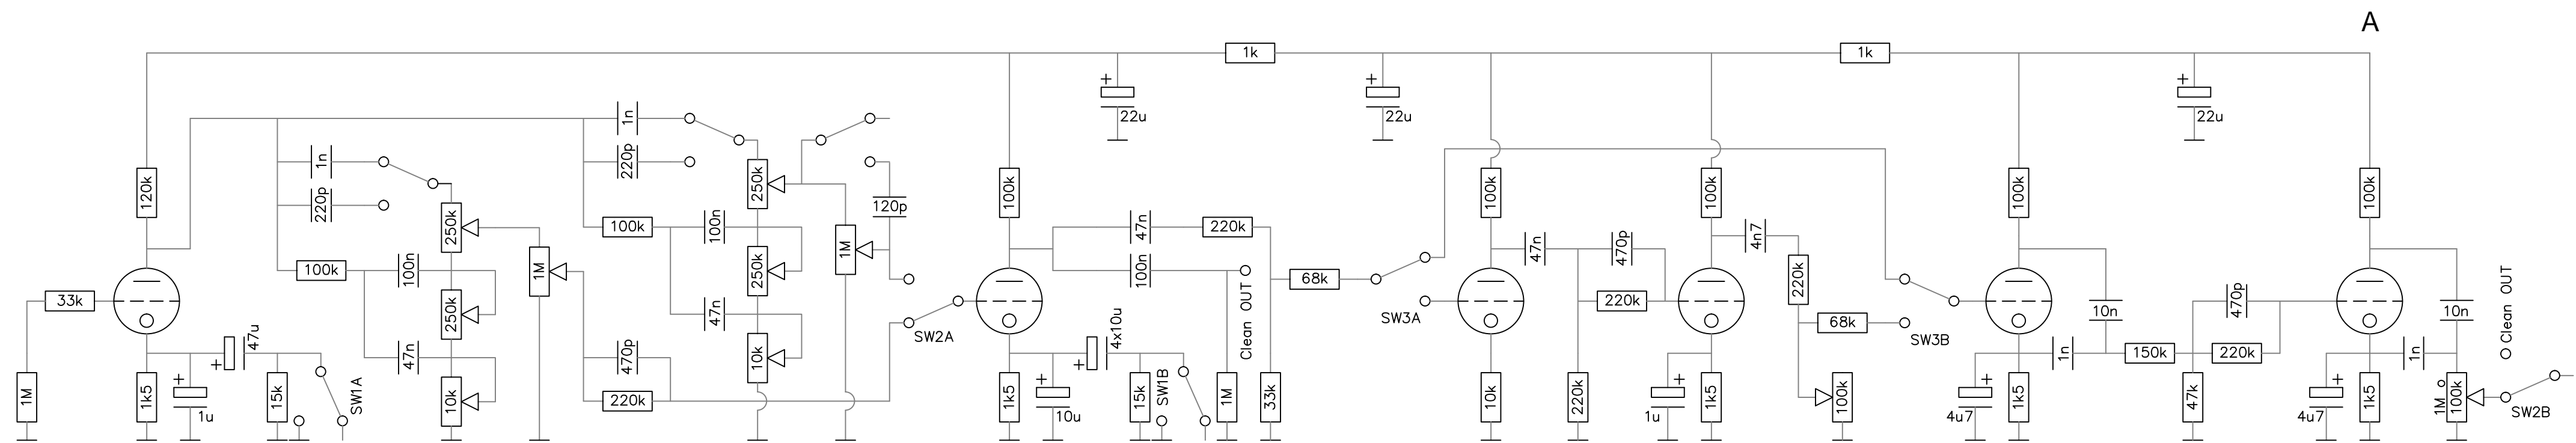 A
1k
1k
22u
22u
22u
1n
220p
120k
33k
1M
1k5
1u
47u
15k
SW1A
100k
250k
100n
250k
47n
10k
1M
1n
220p
100k
250k
100n
250k
47n
10k
470p
220k
1M
120p
SW2A
100k
1k5
10u
4x10u
47n
220k
100n
15k
SW1B
1M
Clean OUT
33k
68k
SW3A
100k
10k
47n
220k
470p
220k
100k
1u
1k5
4n7
220k
68k
100k
SW3B
100k
4u7
1k5
1n
10n
150k
47k
470p
220k
100k
4u7
1k5
1n
10n
1M
100k
Clean OUT
SW2B